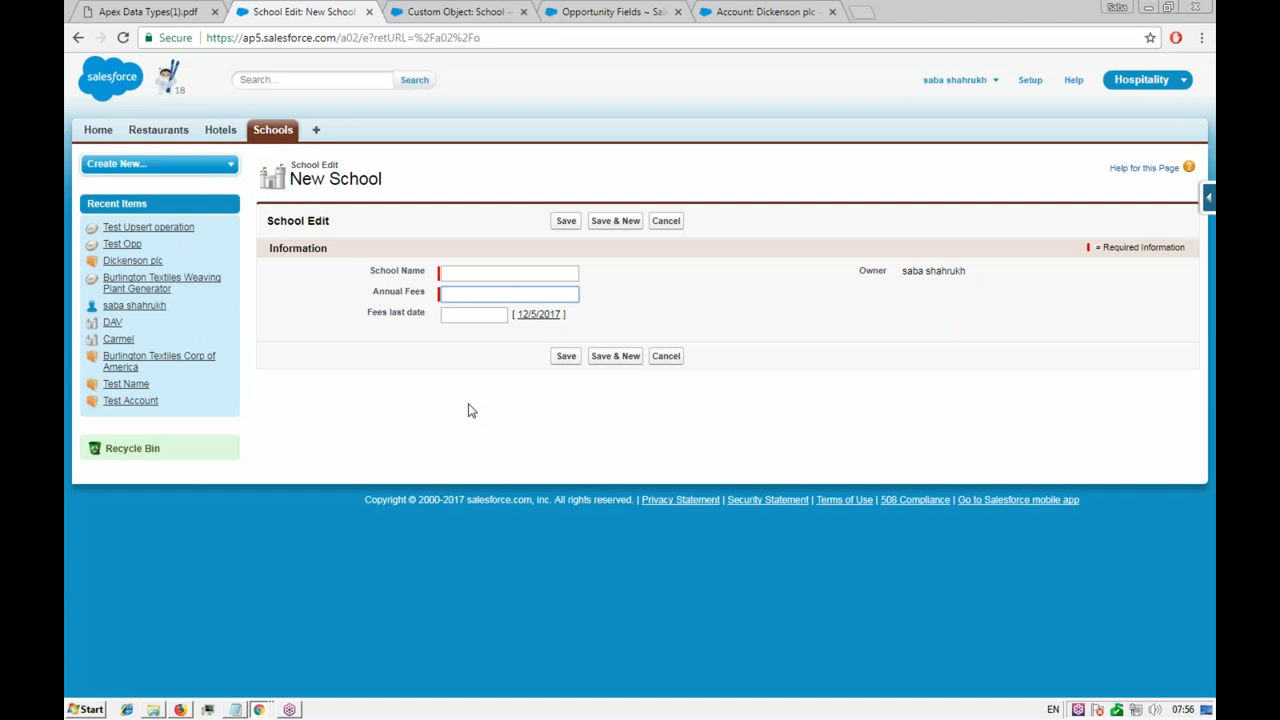 Apex Data Types(1).pdf
School Edit: New School
Custom Object: School ~
Opportunity Fields ~ Sal
Account: Dickenson plc ~
Saba
Secure
https://ap5.salesforce.com/a02/e?retURL=%2Fa02%2Fo
salesforce
18
Search...
Search
saba shahrukh
Setup
Help
Hospitality
Home
Restaurants
Hotels
Schools
+
Create New...
School Edit
New School
Help for this Page
Recent Items
Test Upsert operation
Test Opp
Dickenson plc
Burlington Textiles Weaving
Plant Generator
saba shahrukh
DAV
Carmel
Burlington Textiles Corp of
America
Test Name
Test Account
Recycle Bin
School Edit
Save
Save & New
Cancel
Information
= Required Information
School Name
Owner saba shahrukh
Annual Fees
Fees last date
[ 12/5/2017 ]
Save
Save & New
Cancel
Copyright © 2000-2017 salesforce.com, inc. All rights reserved. | Privacy Statement | Security Statement | Terms of Use | 508 Compliance | Go to Salesforce mobile app
Start
EN
07:56